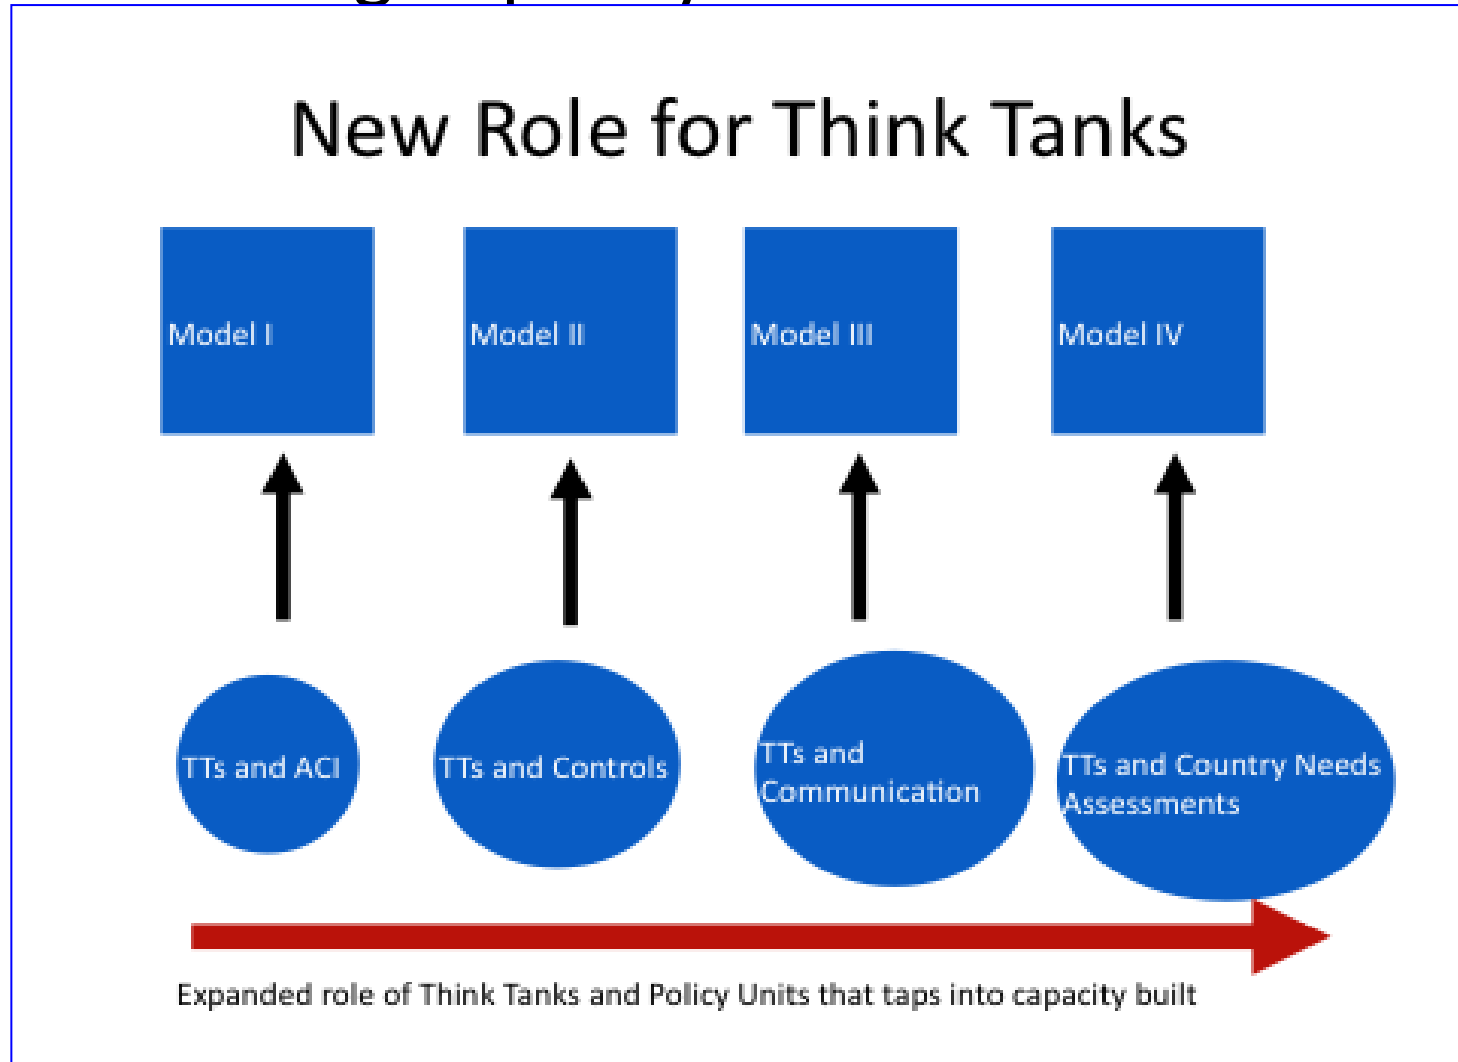 New Role for Think Tanks
Model I
Model II
Model III
Model IV
TTs and ACI
TTs and Controls
TTs and
Communication
TTs and Country Needs
Assessments
Expanded role of Think Tanks and Policy Units that taps into capacity built